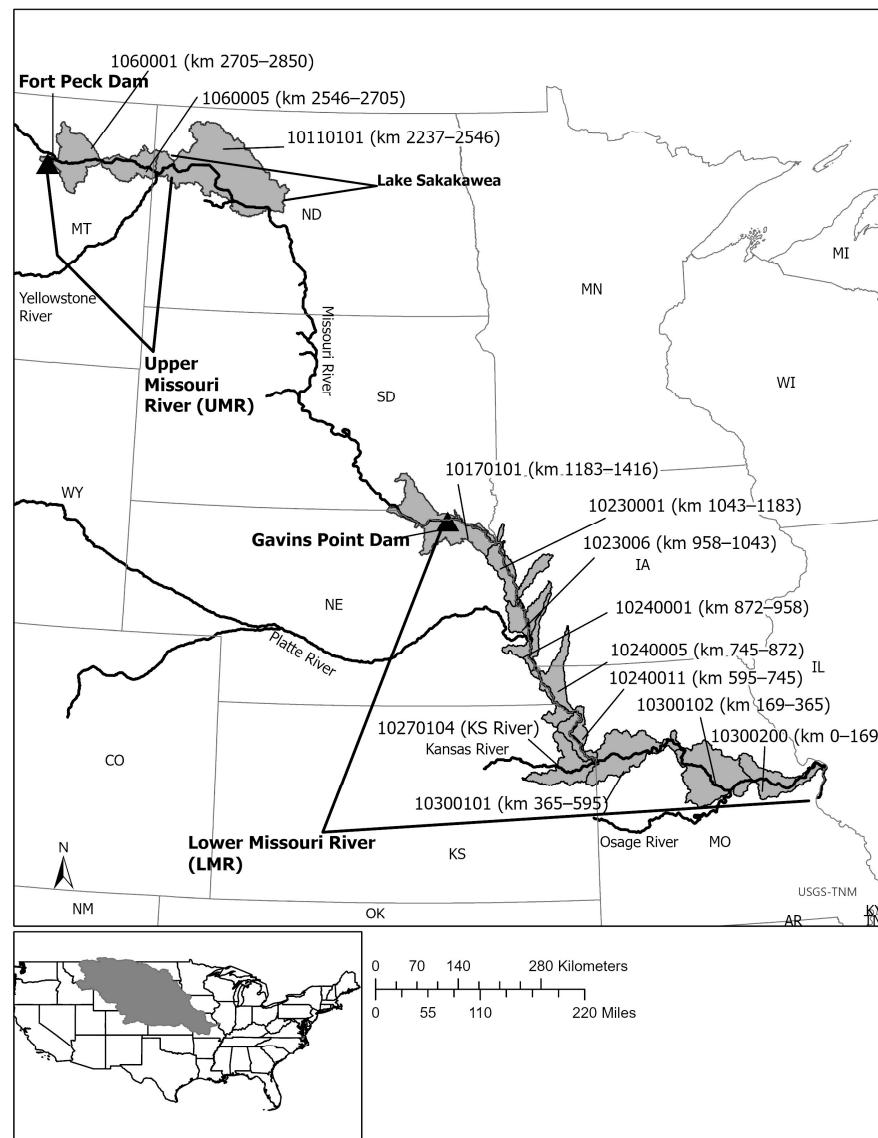 1060001 (km 2705–2850)
Fort Peck Dam
1060005 (km 2546–2705)
10110101 (km 2237–2546)
Lake Sakakawea
ND
MT
MI
Yellowstone
River
MN
Missouri River
Upper
Missouri
River (UMR)
WI
SD
10170101 (km 1183–1416)
WY
10230001 (km 1043–1183)
Gavins Point Dam
1023006 (km 958–1043)
IA
NE
10240001 (km 872–958)
Platte River
10240005 (km 745–872)
IL
10240011 (km 595–745)
10300102 (km 169–365)
10270104 (KS River)
10300200 (km 0–169
Kansas River
CO
10300101 (km 365–595)
Lower Missouri River
(LMR)
Osage River
MO
N
KS
USGS-TNM
NM
OK
KY
AR
TN
0 70 140 280 Kilometers
0 55 110 220 Miles